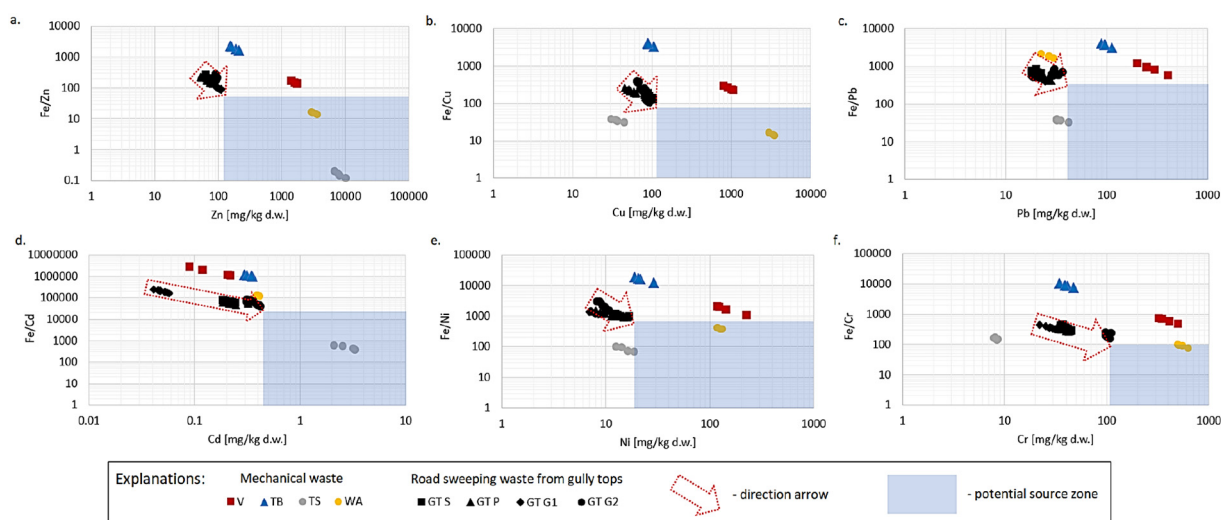 a.
10000
1000
100
10
1
0.1
Fe/Zn
1
10
100
1000
10000
100000
Zn [mg/kg d.w.]
b.
10000
1000
100
10
1
Fe/Cu
1
10
100
1000
10000
Cu [mg/kg d.w.]
c.
10000
1000
100
10
1
Fe/Pb
1
10
100
1000
Pb [mg/kg d.w.]
d.
10000000
1000000
100000
10000
1000
100
10
1
Fe/Cd
0.01
0.1
1
10
Cd [mg/kg d.w.]
e.
100000
10000
1000
100
10
1
Fe/Ni
1
10
100
1000
Ni [mg/kg d.w.]
f.
100000
10000
1000
100
10
1
Fe/Cr
1
10
100
1000
Cr [mg/kg d.w.]
Explanations:
Mechanical waste
V TB TS WA
Road sweeping waste from gully tops
GT S GT P GT G1 GT G2
- direction arrow
- potential source zone